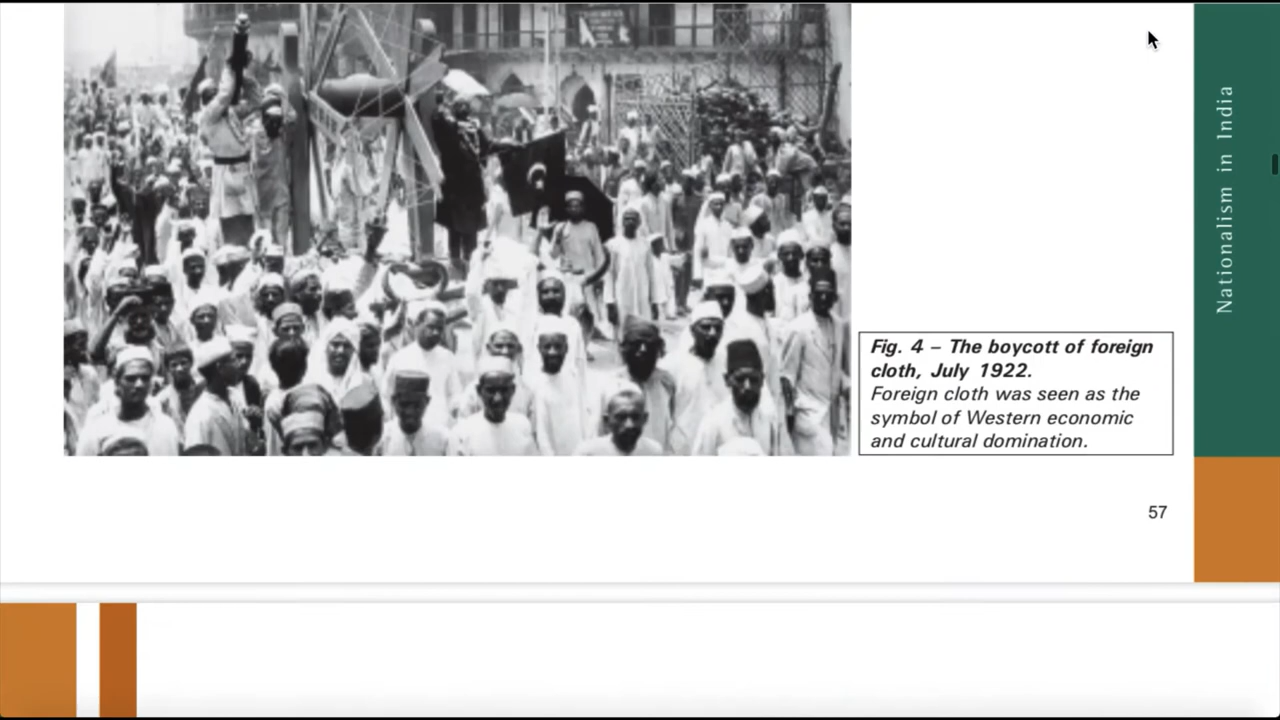 Nationalism in India
Fig. 4 – The boycott of foreign
cloth, July 1922.
Foreign cloth was seen as the
symbol of Western economic
and cultural domination.
57